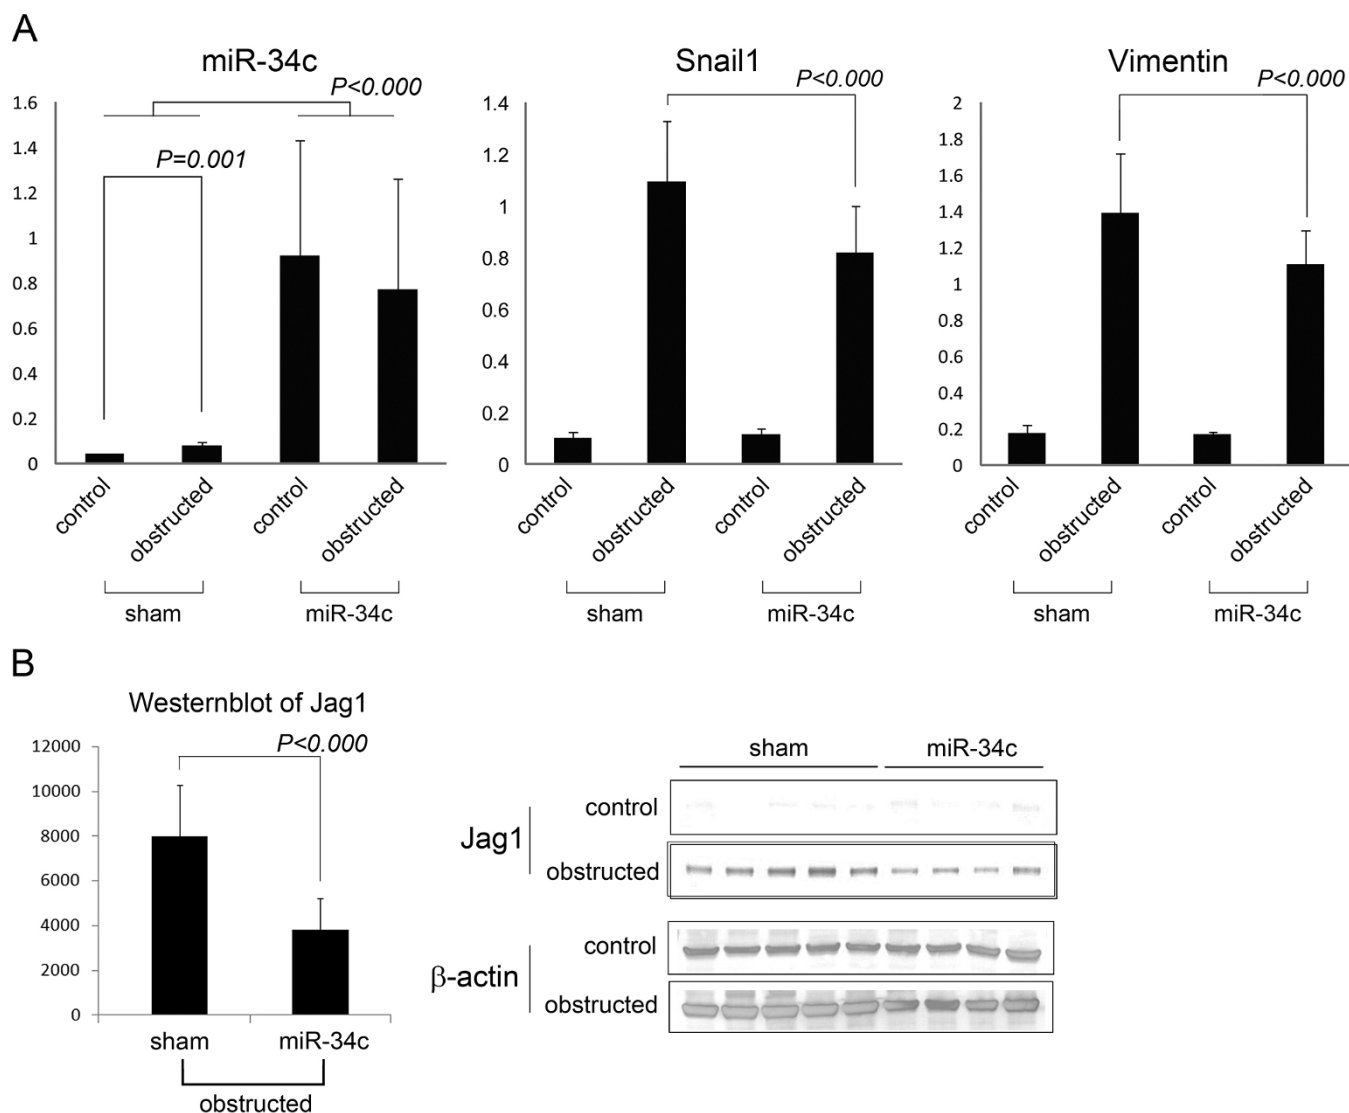 A
miR-34c
P<0.000
P=0.001
1.6
1.4
1.2
1
0.8
0.6
0.4
0.2
0
control
obstructed
control
obstructed
sham
miR-34c
Snail1
P<0.000
1.4
1.2
1
0.8
0.6
0.4
0.2
0
control
obstructed
control
obstructed
sham
miR-34c
Vimentin
P<0.000
2
1.8
1.6
1.4
1.2
1
0.8
0.6
0.4
0.2
0
control
obstructed
control
obstructed
sham
miR-34c
B
Westernblot of Jag1
P<0.000
12000
10000
8000
6000
4000
2000
0
sham
miR-34c
obstructed
sham
miR-34c
Jag1
control
obstructed
β-actin
control
obstructed